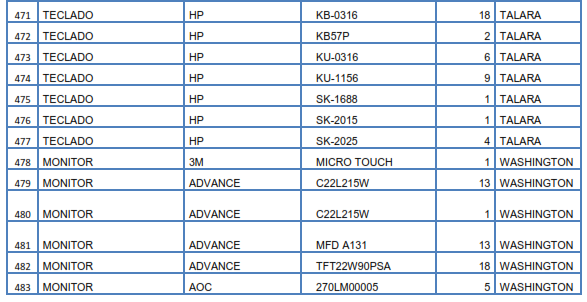 471 TECLADO HP KB-0316 18 TALARA
472 TECLADO HP KB57P 2 TALARA
473 TECLADO HP KU-0316 6 TALARA
474 TECLADO HP KU-1156 9 TALARA
475 TECLADO HP SK-1688 1 TALARA
476 TECLADO HP SK-2015 1 TALARA
477 TECLADO HP SK-2025 4 TALARA
478 MONITOR 3M MICRO TOUCH 1 WASHINGTON
479 MONITOR ADVANCE C22L215W 13 WASHINGTON
480 MONITOR ADVANCE C22L215W 1 WASHINGTON
481 MONITOR ADVANCE MFD A131 13 WASHINGTON
482 MONITOR ADVANCE TFT22W90PSA 18 WASHINGTON
483 MONITOR AOC 270LM00005 5 WASHINGTON